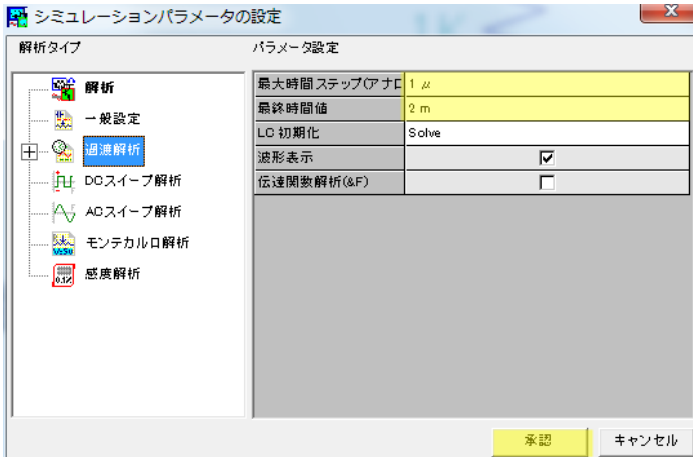 シミュレーションパラメータの設定
解析タイプ
パラメータ設定
解析
一般設定
過渡解析
DCスイープ解析
ACスイープ解析
モンテカルロ解析
感度解析
最大時間ステップ(アナロ 1 μ
最終時間値 2 m
LC 初期化 Solve
波形表示
伝達関数解析(&F)
承認
キャンセル